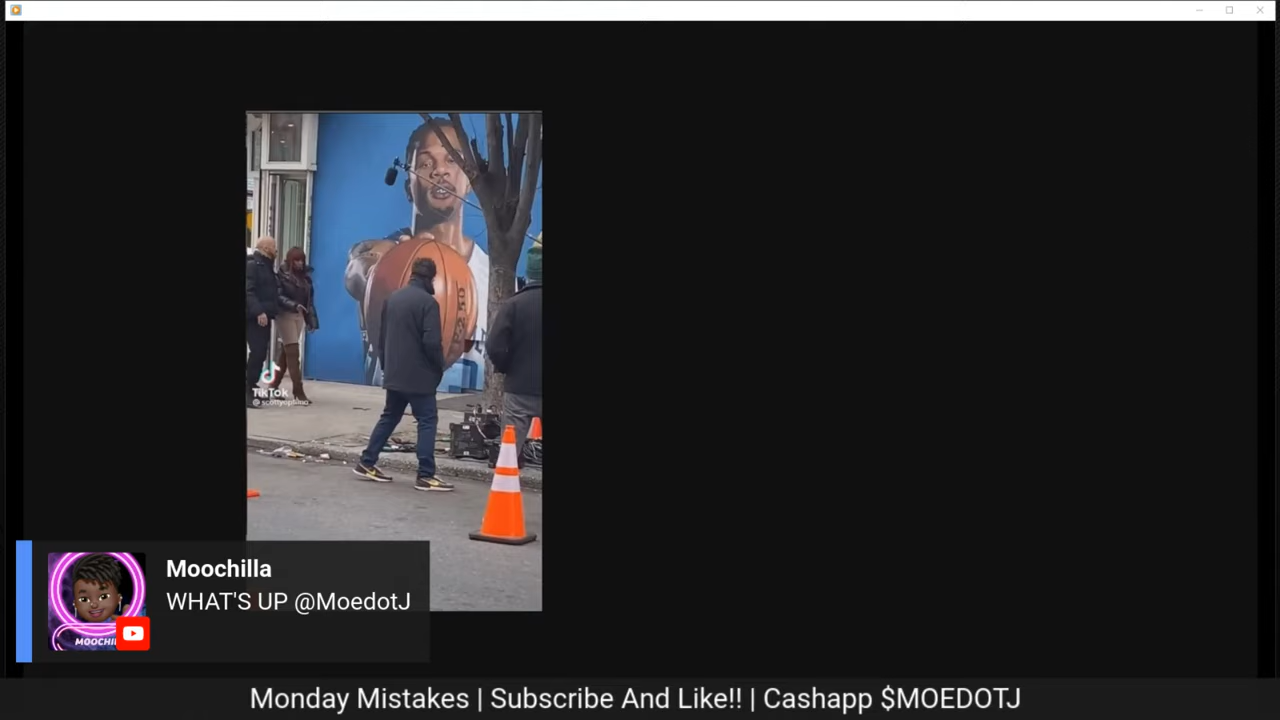 TikTok
Moochilla
WHAT'S UP @MoedotJ
Monday Mistakes | Subscribe And Like!! | Cashapp $MOEDOTJ